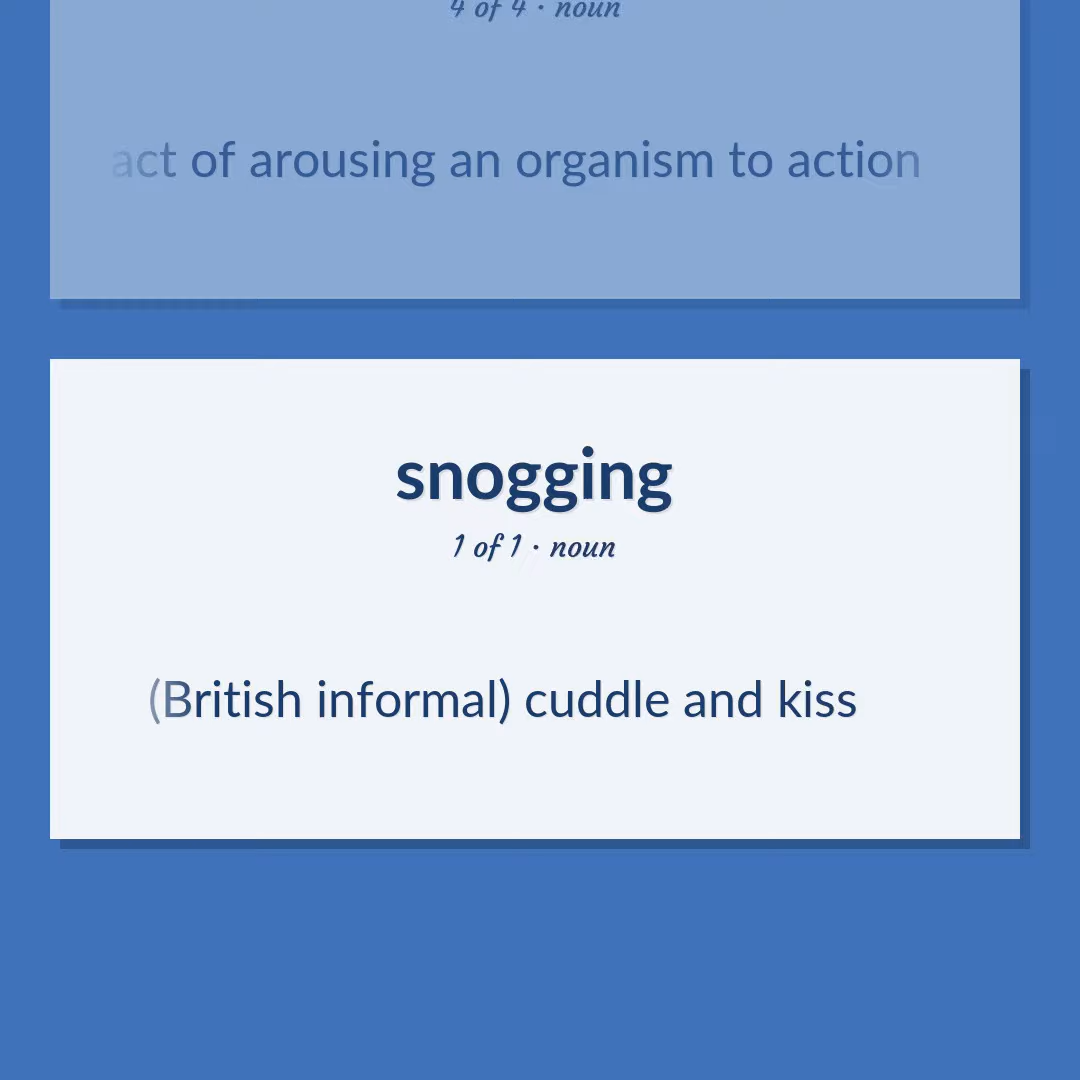 4 of 4 · noun
act of arousing an organism to action
snogging
1 of 1 · noun
(British informal) cuddle and kiss